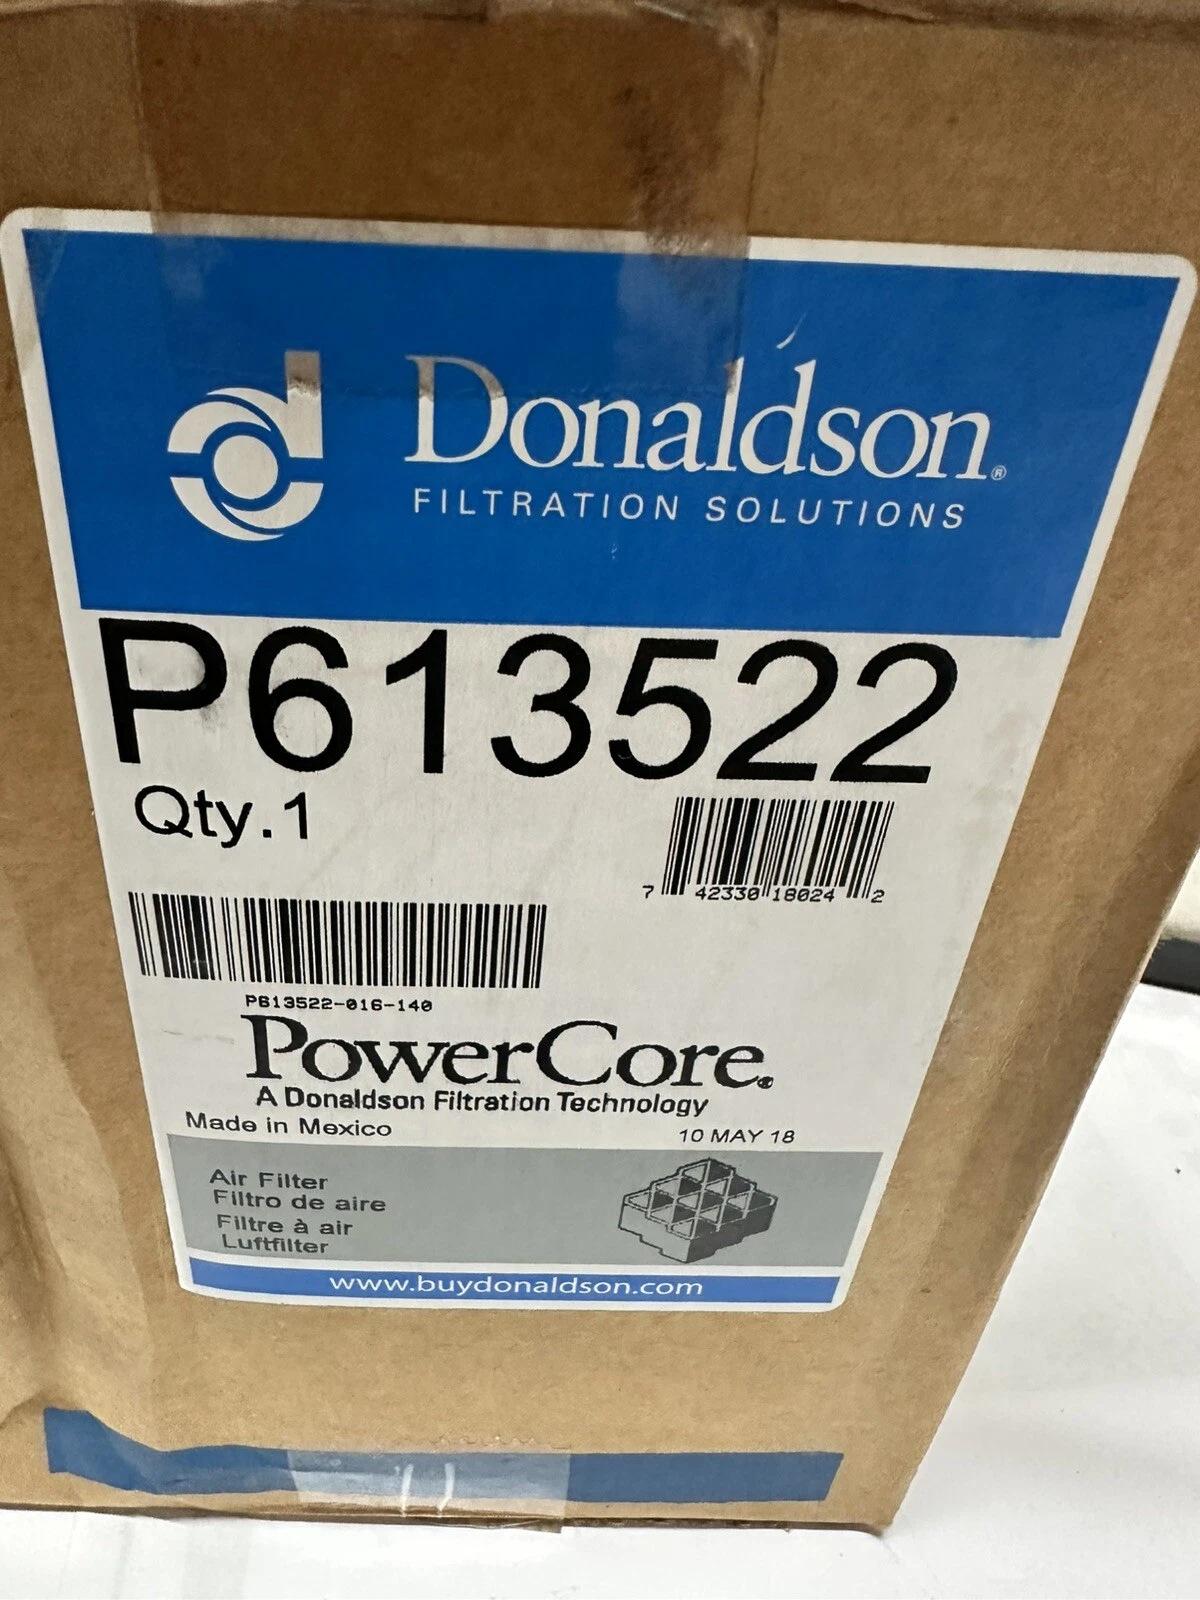 Donaldson®
FILTRATION SOLUTIONS
P613522
Qty.1
7 42330 18024 2
P613522-016-140
PowerCore®
A Donaldson Filtration Technology
Made in Mexico
10 MAY 18
Air Filter
Filtro de aire
Filtre à air
Luftfilter
www.buydonaldson.com